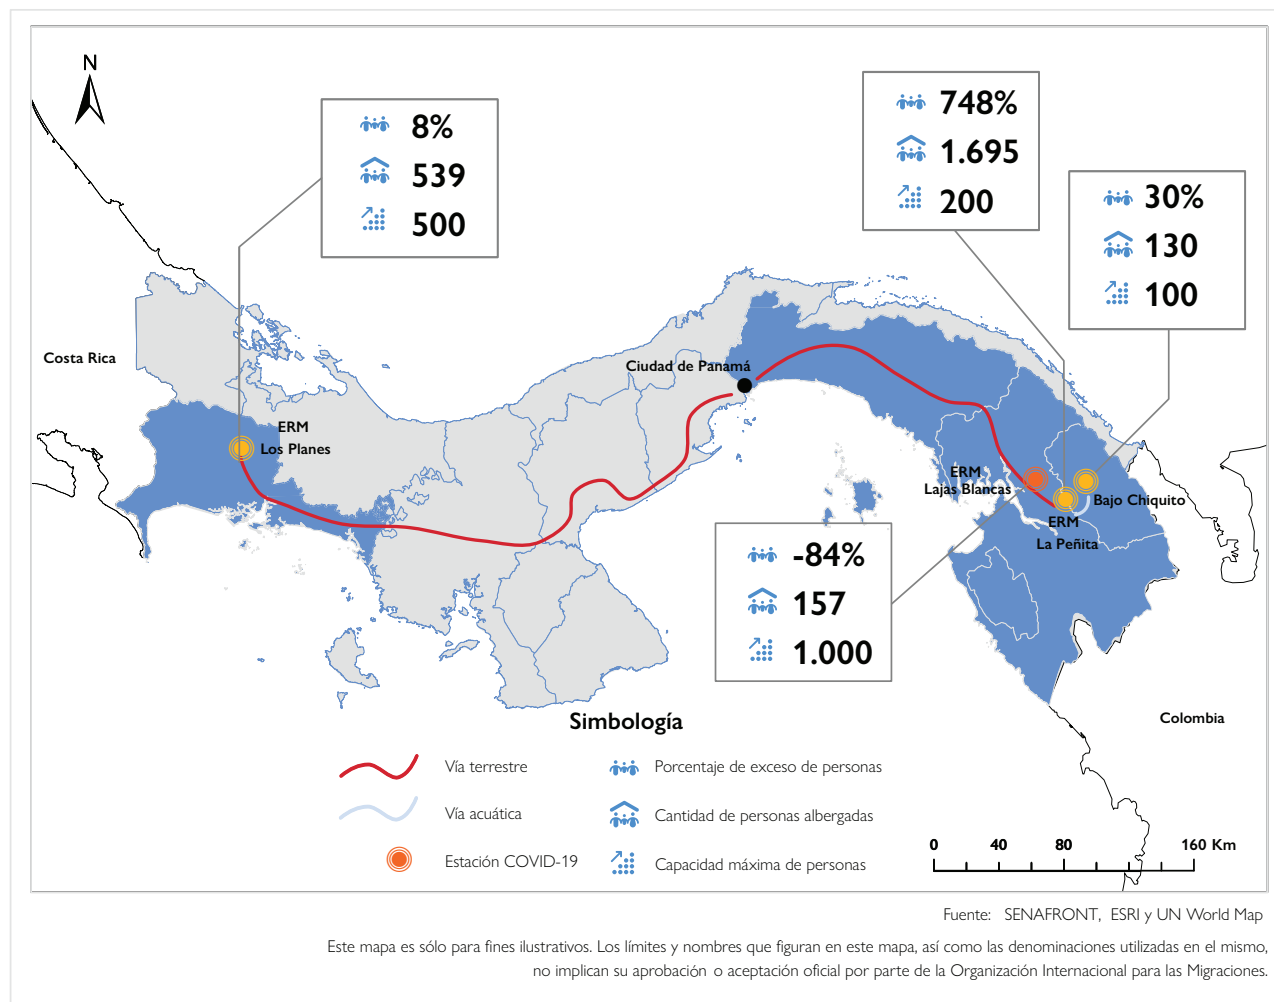 N
8%
539
500
748%
1.695
200
30%
130
100
Costa Rica
Ciudad de Panamá
ERM
Los Planes
ERM
Lajas Blancas
Bajo Chiquito
ERM
La Peñita
-84%
157
1.000
Colombia
Simbología
Vía terrestre
Porcentaje de exceso de personas
Vía acuática
Cantidad de personas albergadas
Estación COVID-19
Capacidad máxima de personas
0 40 80 160 Km
Fuente: SENAFRONT, ESRI y UN World Map
Este mapa es sólo para fines ilustrativos. Los límites y nombres que figuran en este mapa, así como las denominaciones utilizadas en el mismo,
no implican su aprobación o aceptación oficial por parte de la Organización Internacional para las Migraciones.